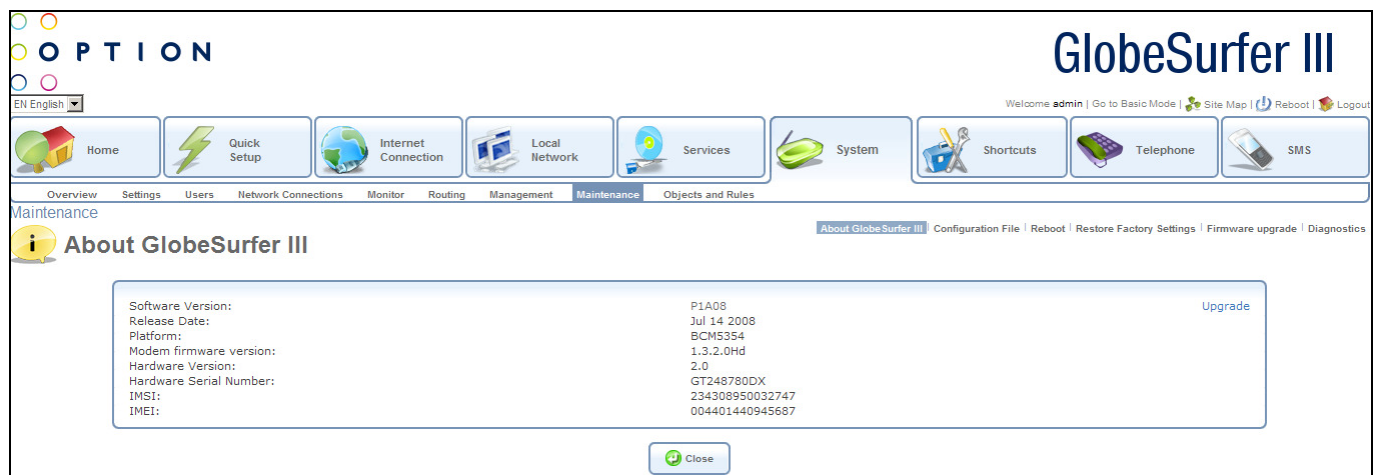 OPTION
GlobeSurfer III
EN English
Welcome admin | Go to Basic Mode | Site Map | Reboot | Logout
Home
Quick Setup
Internet Connection
Local Network
Services
System
Shortcuts
Telephone
SMS
Overview Settings Users Network Connections Monitor Routing Management Maintenance Objects and Rules
Maintenance
About GlobeSurfer III | Configuration File | Reboot | Restore Factory Settings | Firmware upgrade | Diagnostics
i About GlobeSurfer III
Software Version: P1A08 Upgrade
Release Date: Jul 14 2008
Platform: BCM5354
Modem firmware version: 1.3.2.0Hd
Hardware Version: 2.0
Hardware Serial Number: GT248780DX
IMSI: 234308950032747
IMEI: 004401440945687
Close